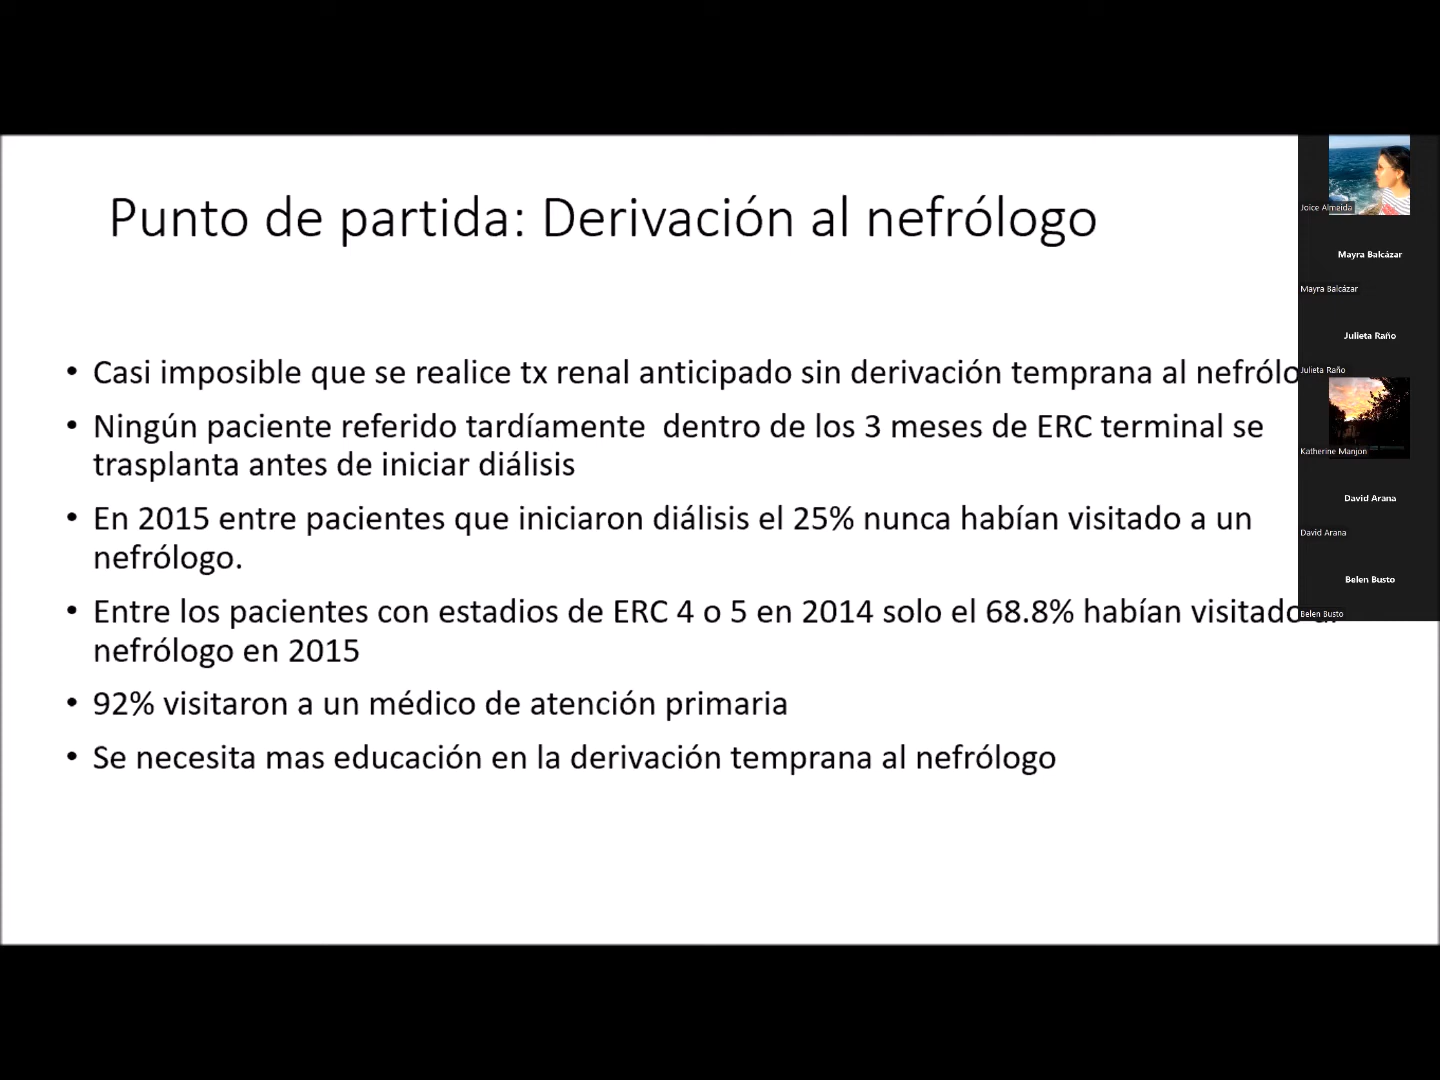 Punto de partida: Derivación al nefrólogo
• Casi imposible que se realice tx renal anticipado sin derivación temprana al
• Ningún paciente referido tardíamente  dentro de los 3 meses de ERC terminal se
trasplanta antes de iniciar diálisis
• En 2015 entre pacientes que iniciaron diálisis el 25% nunca habían visitado a un
nefrólogo.
• Entre los pacientes con estadios de ERC 4 o 5 en 2014 solo el 68.8% habían visitado
nefrólogo en 2015
• 92% visitaron a un médico de atención primaria
• Se necesita mas educación en la derivación temprana al nefrólogo
Joice Almeida
Mayra Balcázar
Mayra Balcázar
Julieta Raño
Julieta Raño
Katherine Manjon
David Arana
David Arana
Belen Busto
Belen Busto